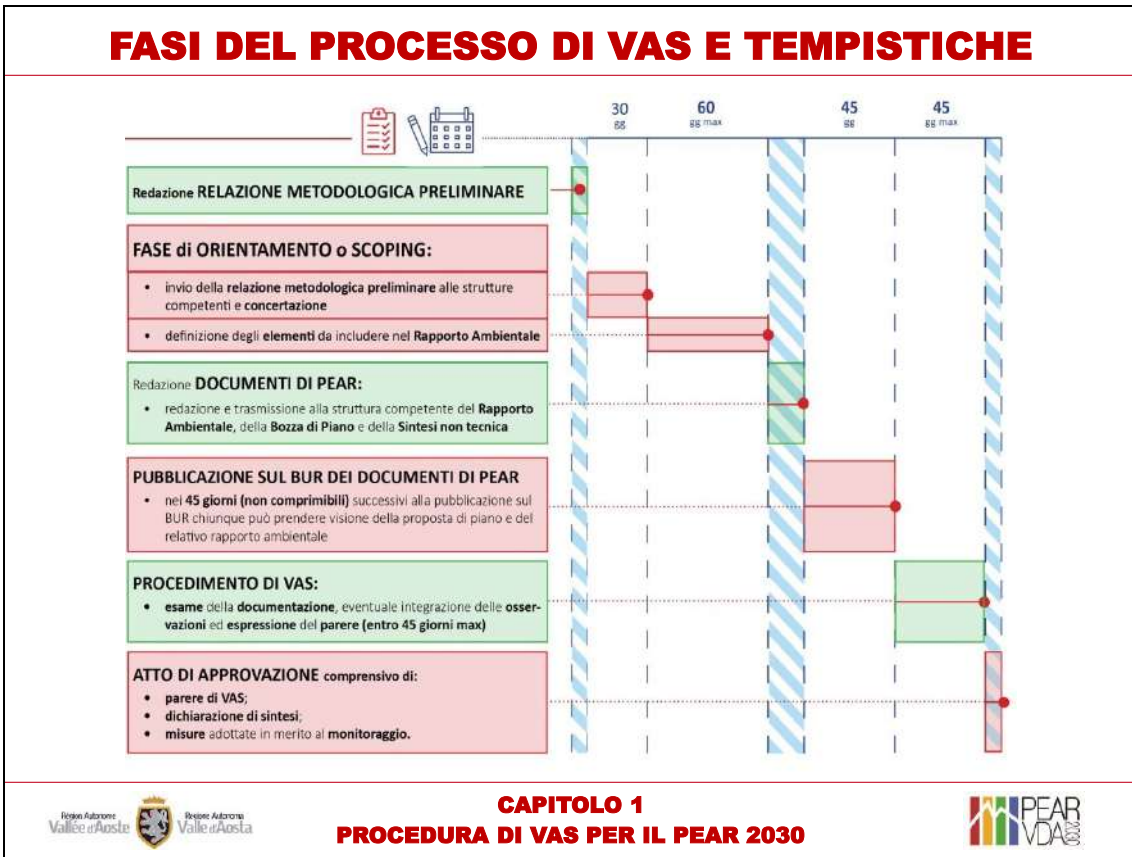 FASI DEL PROCESSO DI VAS E TEMPISTICHE
30 60 45 45
gg gg max gg gg max
Redazione RELAZIONE METODOLOGICA PRELIMINARE
FASE di ORIENTAMENTO o SCOPING:
• invio della relazione metodologica preliminare alle strutture
competenti e concertazione
• definizione degli elementi da includere nel Rapporto Ambientale
Redazione DOCUMENTI DI PEAR:
• redazione e trasmissione alla struttura competente del Rapporto
Ambientale, della Bozza di Piano e della Sintesi non tecnica
PUBBLICAZIONE SUL BUR DEI DOCUMENTI DI PEAR
• nei 45 giorni (non comprimibili) successivi alla pubblicazione sul
BUR chiunque può prendere visione della proposta di piano e del
relativo rapporto ambientale
PROCEDIMENTO DI VAS:
• esame della documentazione, eventuale integrazione delle osser-
vazioni ed espressione del parere (entro 45 giorni max)
ATTO DI APPROVAZIONE comprensivo di:
• parere di VAS;
• dichiarazione di sintesi;
• misure adottate in merito al monitoraggio.
CAPITOLO 1
PROCEDURA DI VAS PER IL PEAR 2030
Région Autonome
Vallée d'Aoste
Regione Autonoma
Valle d'Aosta
PEAR
VDA 2030